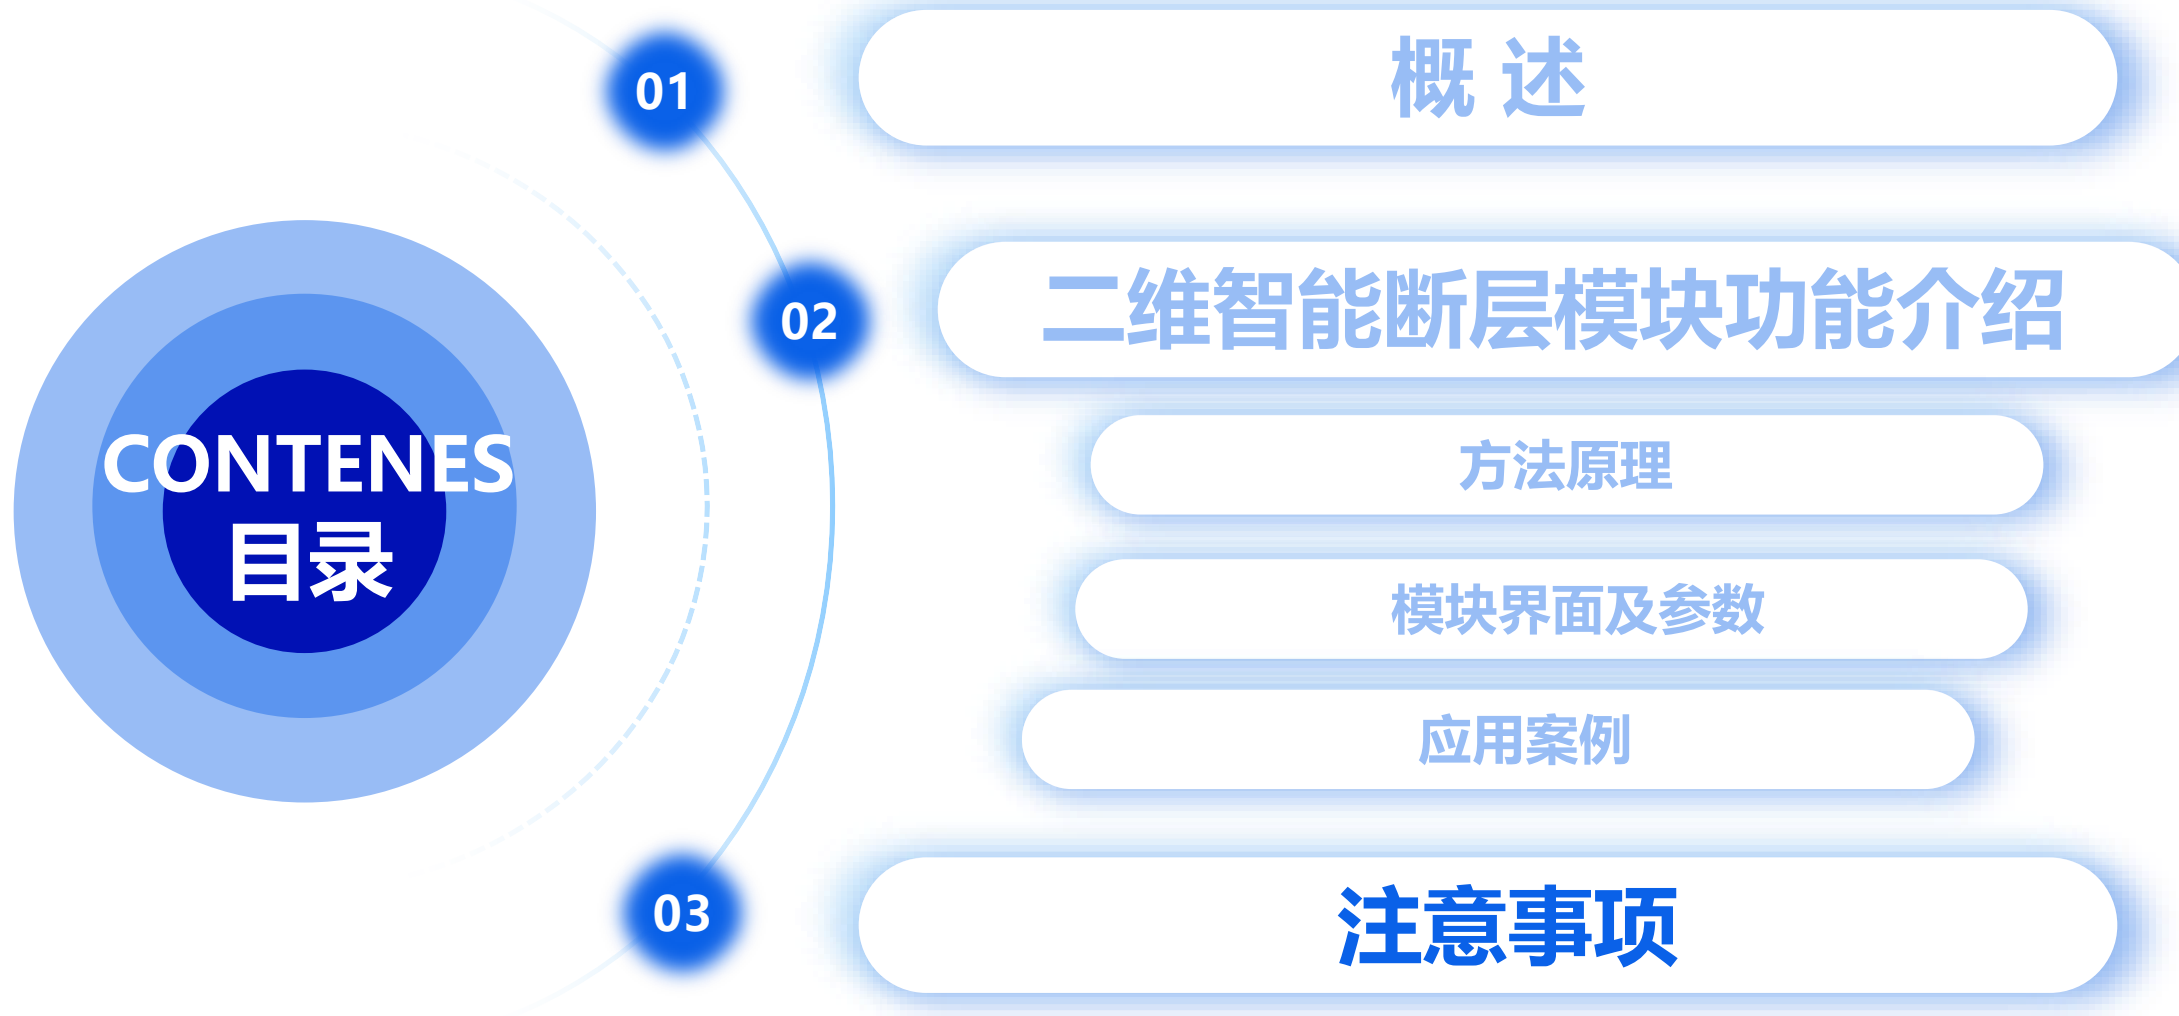 CONTENES
目录
01
概 述
02
二维智能断层模块功能介绍
方法原理
模块界面及参数
应用案例
03
注意事项